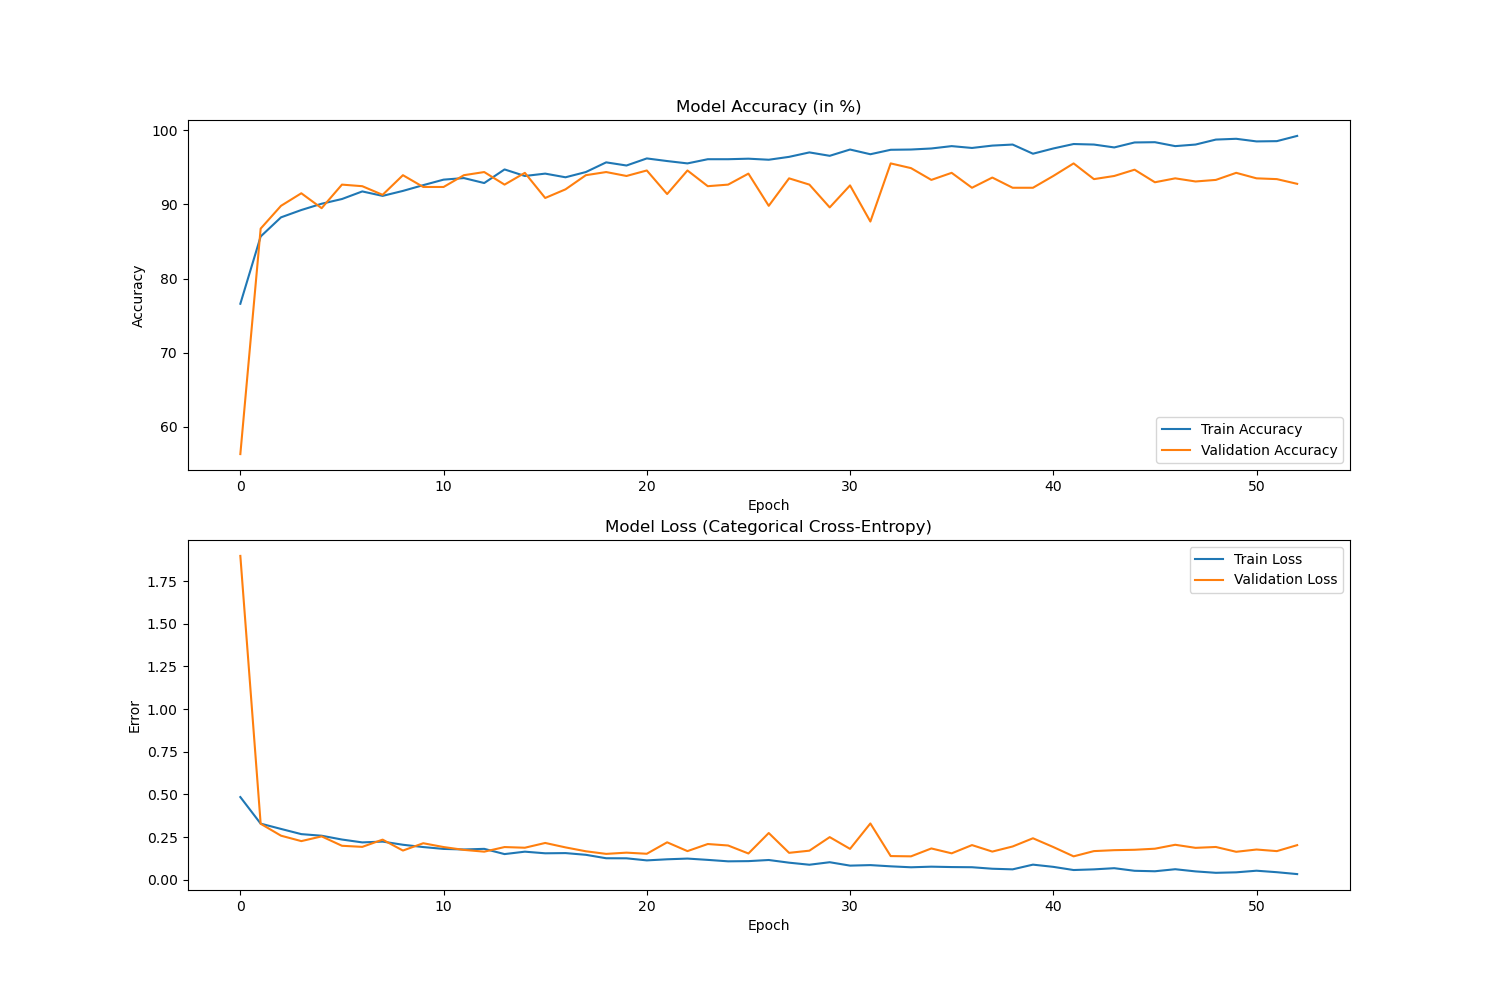 Model Accuracy (in %)
Accuracy
100
90
80
70
60
Train Accuracy
Validation Accuracy
0 10 20 30 40 50
Epoch
Model Loss (Categorical Cross-Entropy)
Error
1.75
1.50
1.25
1.00
0.75
0.50
0.25
0.00
Train Loss
Validation Loss
0 10 20 30 40 50
Epoch